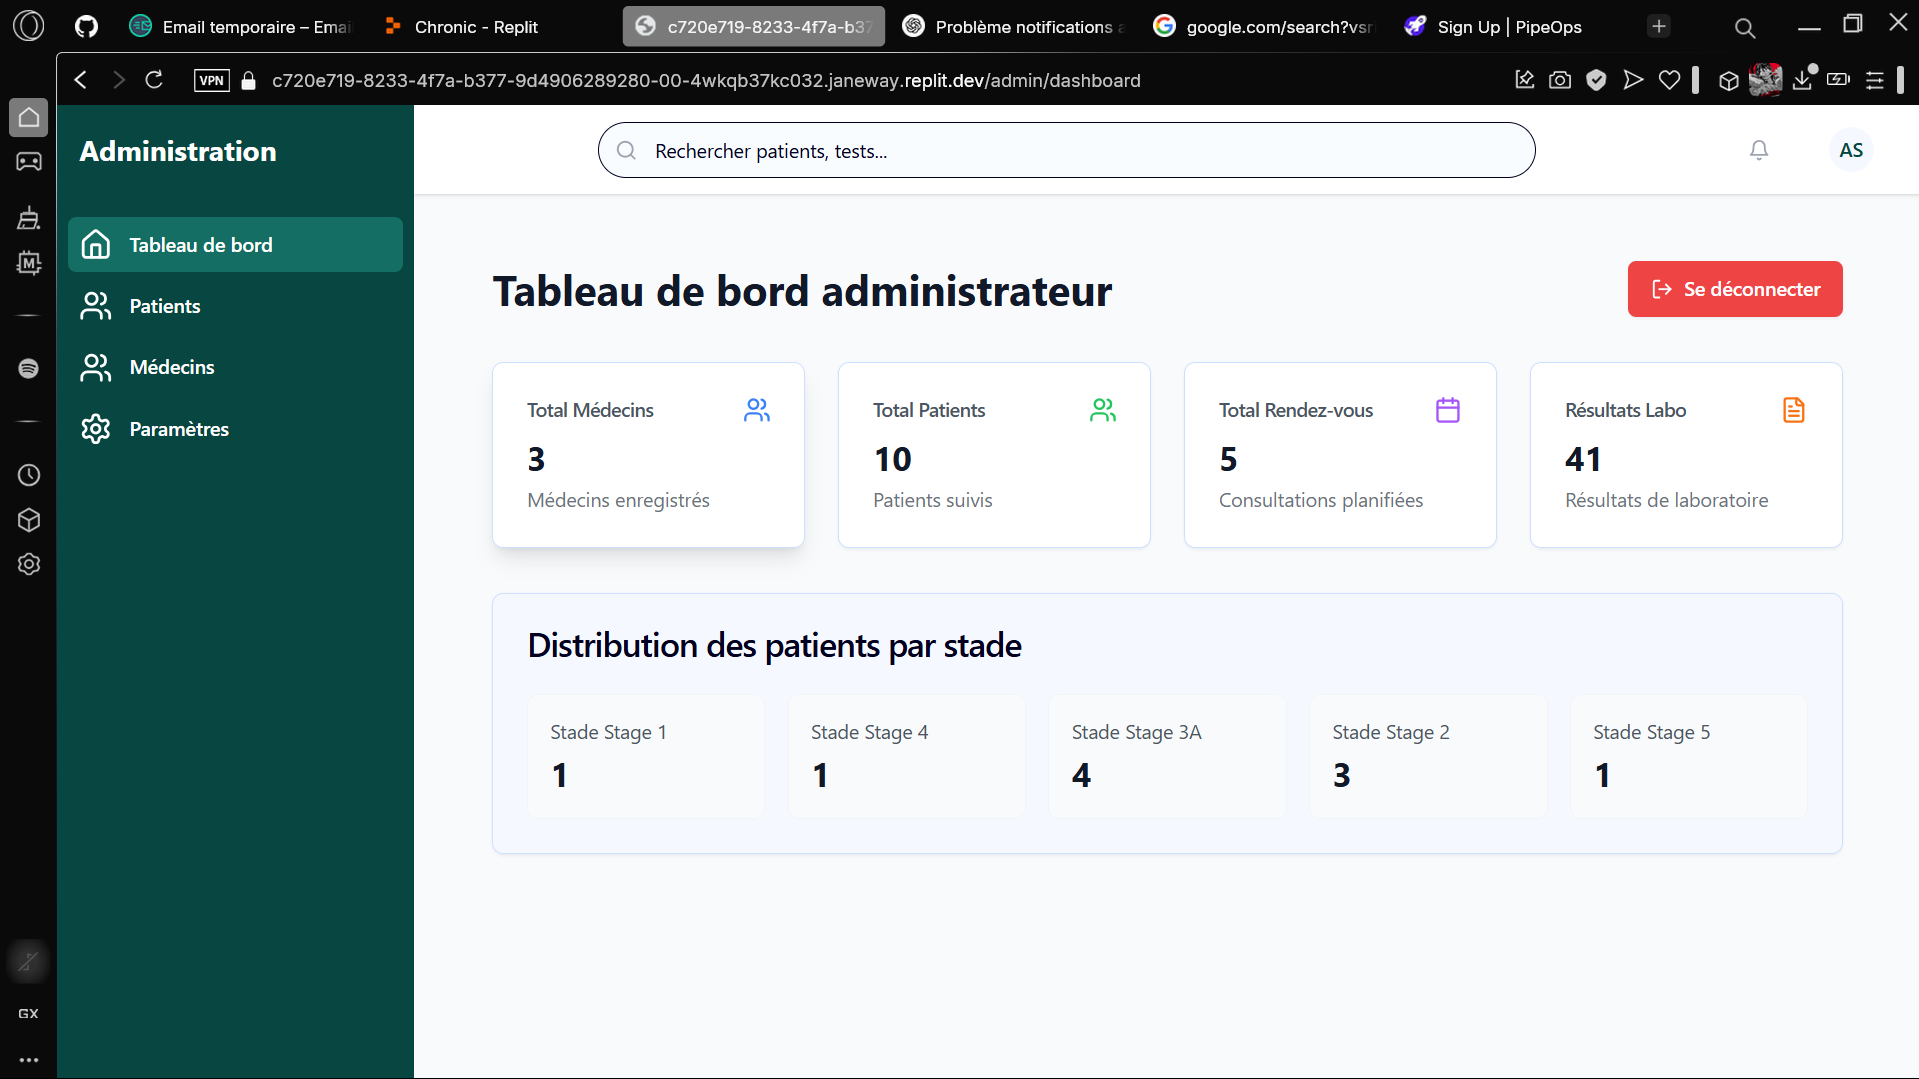 Email temporaire – Emai
Chronic - Replit
c720e719-8233-4f7a-b37
Problème notifications a
google.com/search?vsr
Sign Up | PipeOps
VPN
c720e719-8233-4f7a-b377-9d4906289280-00-4wkqb37kc032.janeway.replit.dev/admin/dashboard
Administration
Rechercher patients, tests...
AS
Tableau de bord
Patients
Médecins
Paramètres
Tableau de bord administrateur
Se déconnecter
Total Médecins
3
Médecins enregistrés
Total Patients
10
Patients suivis
Total Rendez-vous
5
Consultations planifiées
Résultats Labo
41
Résultats de laboratoire
Distribution des patients par stade
Stade Stage 1
1
Stade Stage 4
1
Stade Stage 3A
4
Stade Stage 2
3
Stade Stage 5
1
M
GX